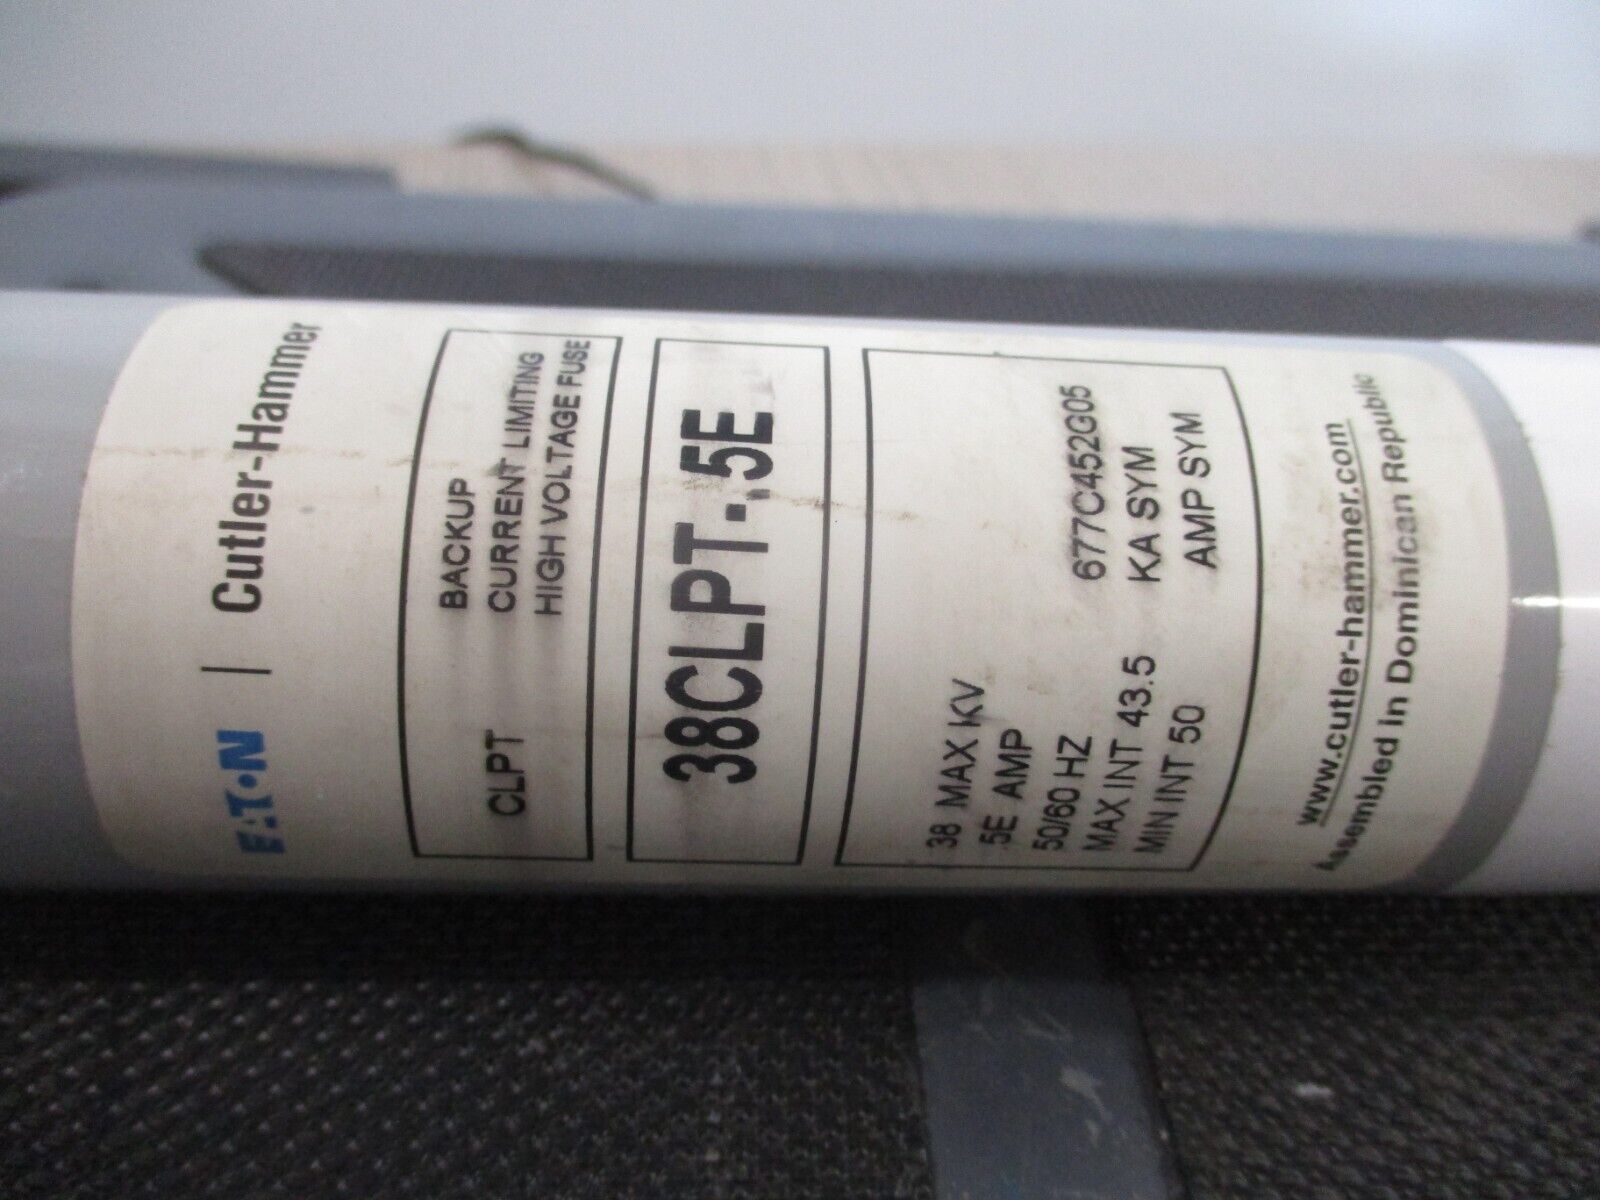 EAT•N | Cutler-Hammer
BACKUP
CLPT CURRENT LIMITING
HIGH VOLTAGE FUSE
38CLPT-.5E
38 MAX KV
.5E AMP
50/60 HZ 677C452G05
MAX INT 43.5 KA SYM
MIN INT 50 AMP SYM
www.cutler-hammer.com
Assembled in Dominican Republic